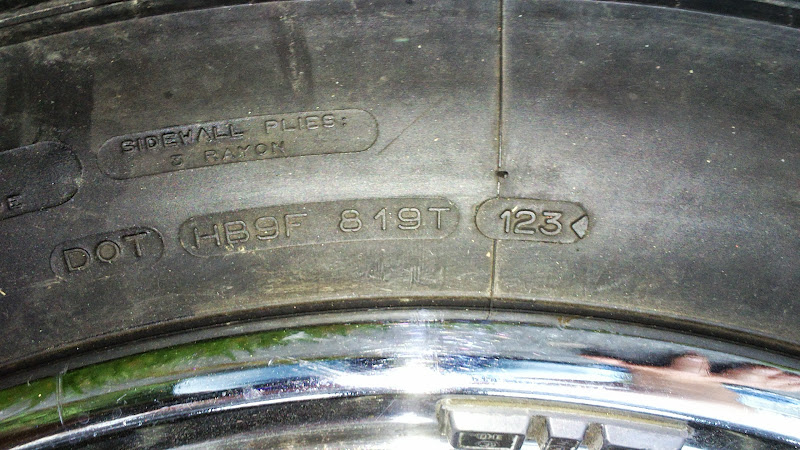 SIDEWALL PLIES:
3 RAYON
E
DOT HB9F 819T 123◄